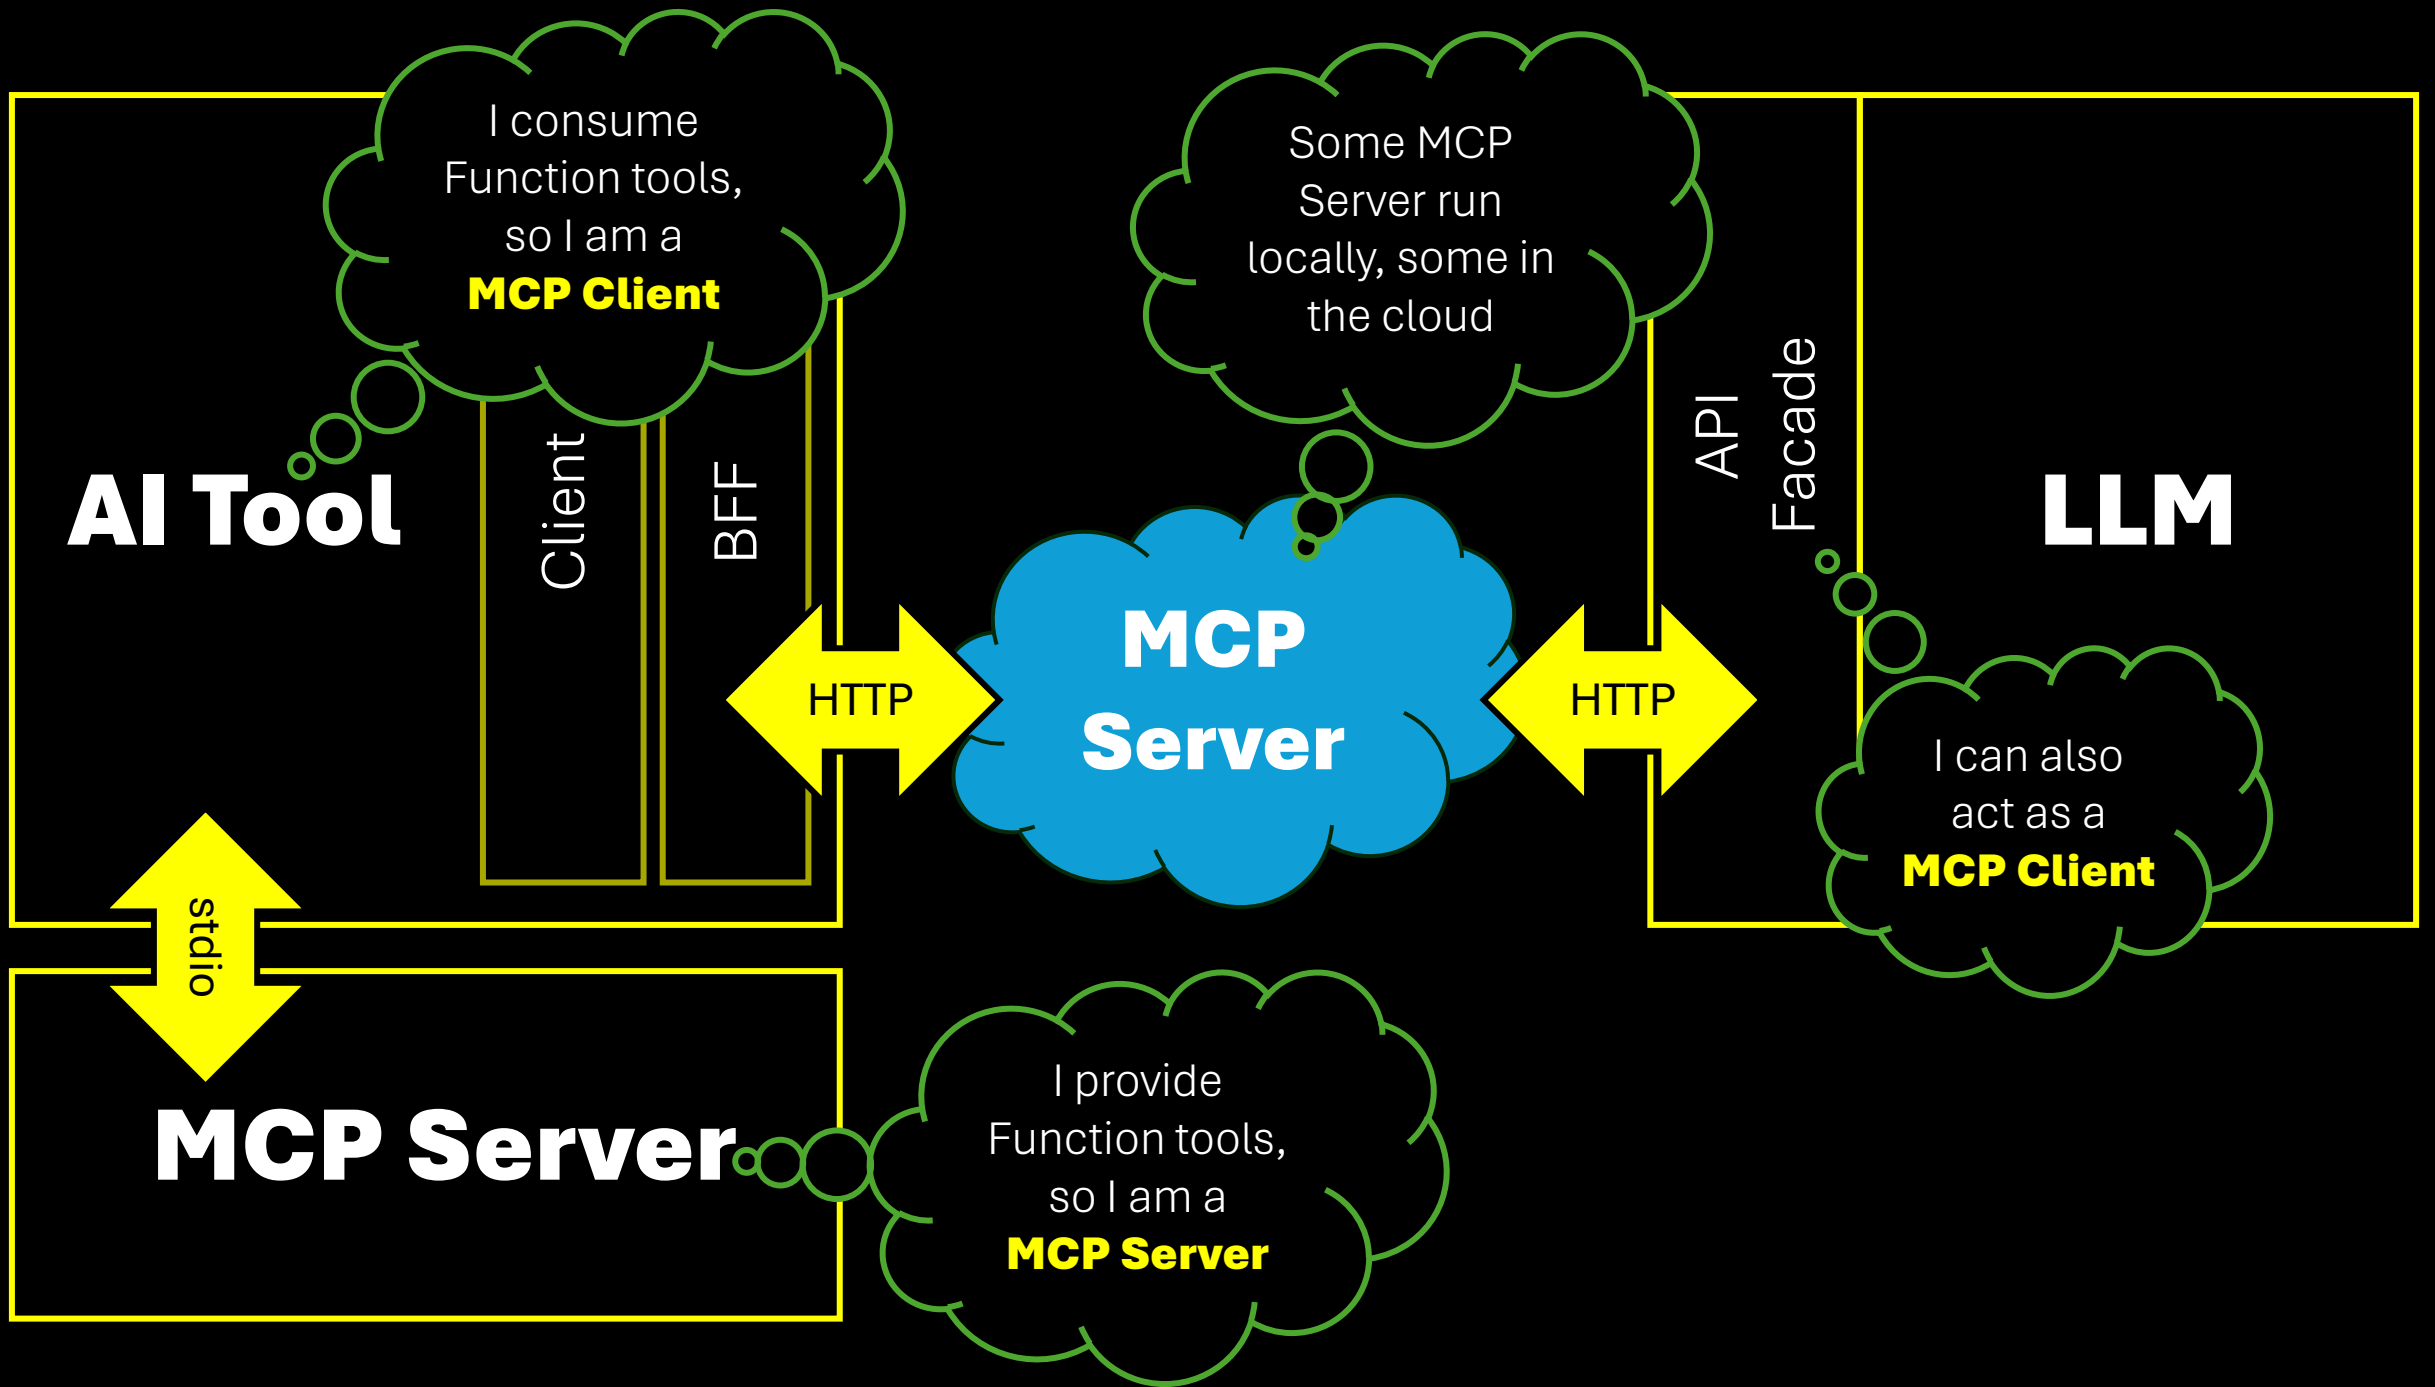 I consume
Function tools,
so I am a
MCP Client
Some MCP
Server run
locally, some in
the cloud
AI Tool
Client
BFF
API
Facade
LLM
MCP
Server
HTTP
HTTP
I can also
act as a
MCP Client
stdio
MCP Server
I provide
Function tools,
so I am a
MCP Server